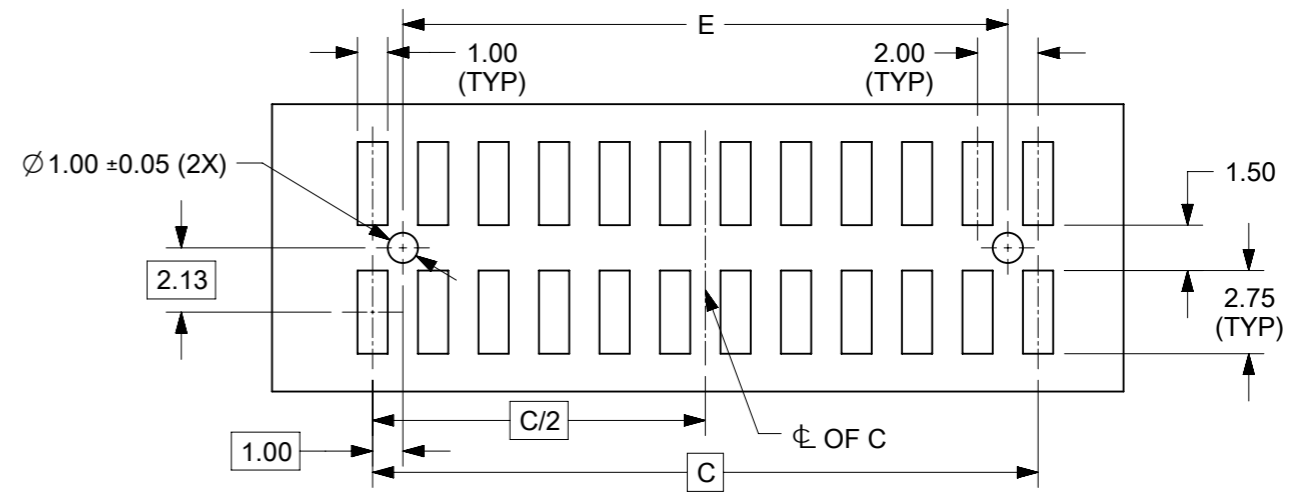 E
1.00
(TYP)
2.00
(TYP)
∅1.00 ±0.05 (2X)
1.50
2.13
2.75
(TYP)
C/2
℄ OF C
1.00
C